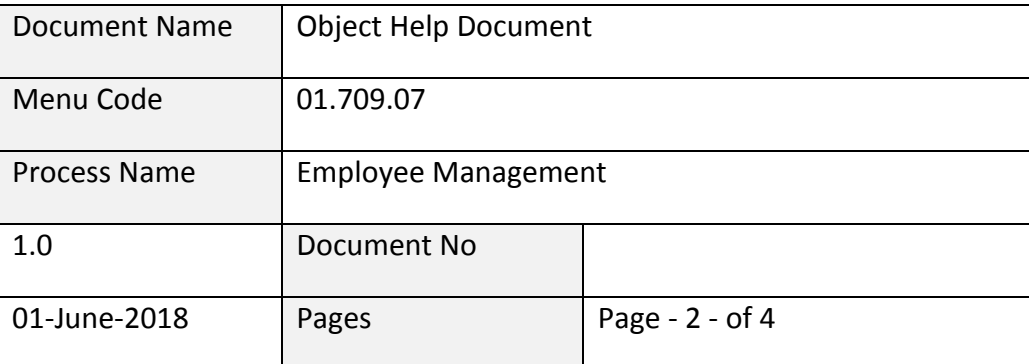 Document Name Object Help Document
Menu Code 01.709.07
Process Name Employee Management
1.0 Document No
01-June-2018 Pages Page - 2 - of 4